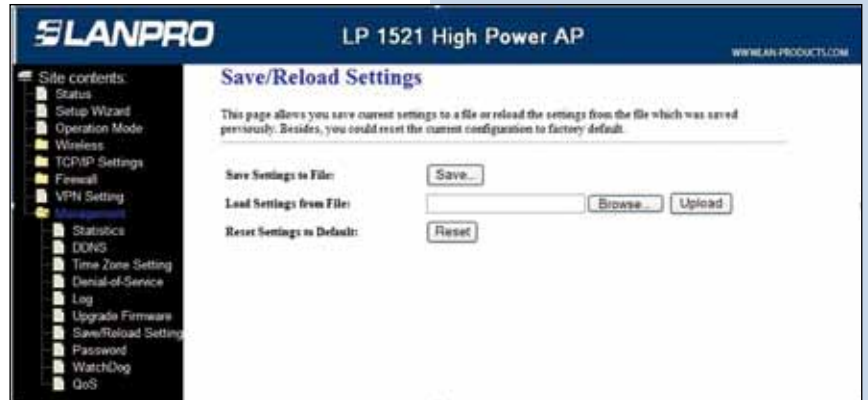 LANPRO
LP 1521 High Power AP
WWW.LAN-PRODUCTS.COM
Site contents:
Status
Setup Wizard
Operation Mode
Wireless
TCP/IP Settings
Firewall
VPN Setting
Management
Statistics
DDNS
Time Zone Setting
Denial-of-Service
Log
Upgrade Firmware
Save/Reload Setting
Password
WatchDog
QoS
Save/Reload Settings
This page allows you save current settings to a file or reload the settings from the file which was saved
previously. Besides, you could reset the current configuration to factory default.
Save Settings to File: Save...
Load Settings from File: Browse... Upload
Reset Settings to Default: Reset